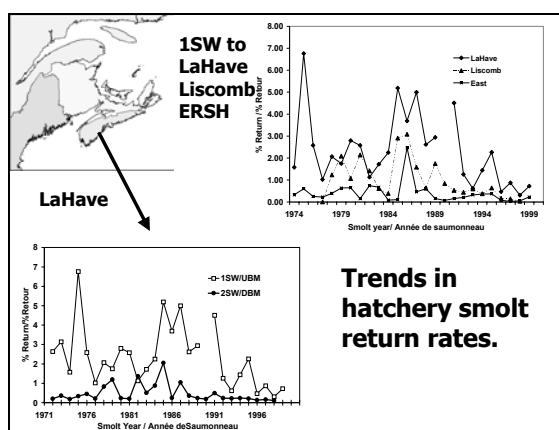 1SW to
LaHave
Liscomb
ERSH
LaHave
% Return /% Retour
8.00
7.00
6.00
5.00
4.00
3.00
2.00
1.00
0.00
LaHave
Liscomb
East
1974 1979 1984 1989 1994 1999
Smolt year/ Année de saumonneau
% Return/%Retour
8
7
6
5
4
3
2
1
0
1SW/UBM
2SW/DBM
1971 1976 1981 1986 1991 1996
Smolt Year / Année deSaumonneau
Trends in
hatchery smolt
return rates.